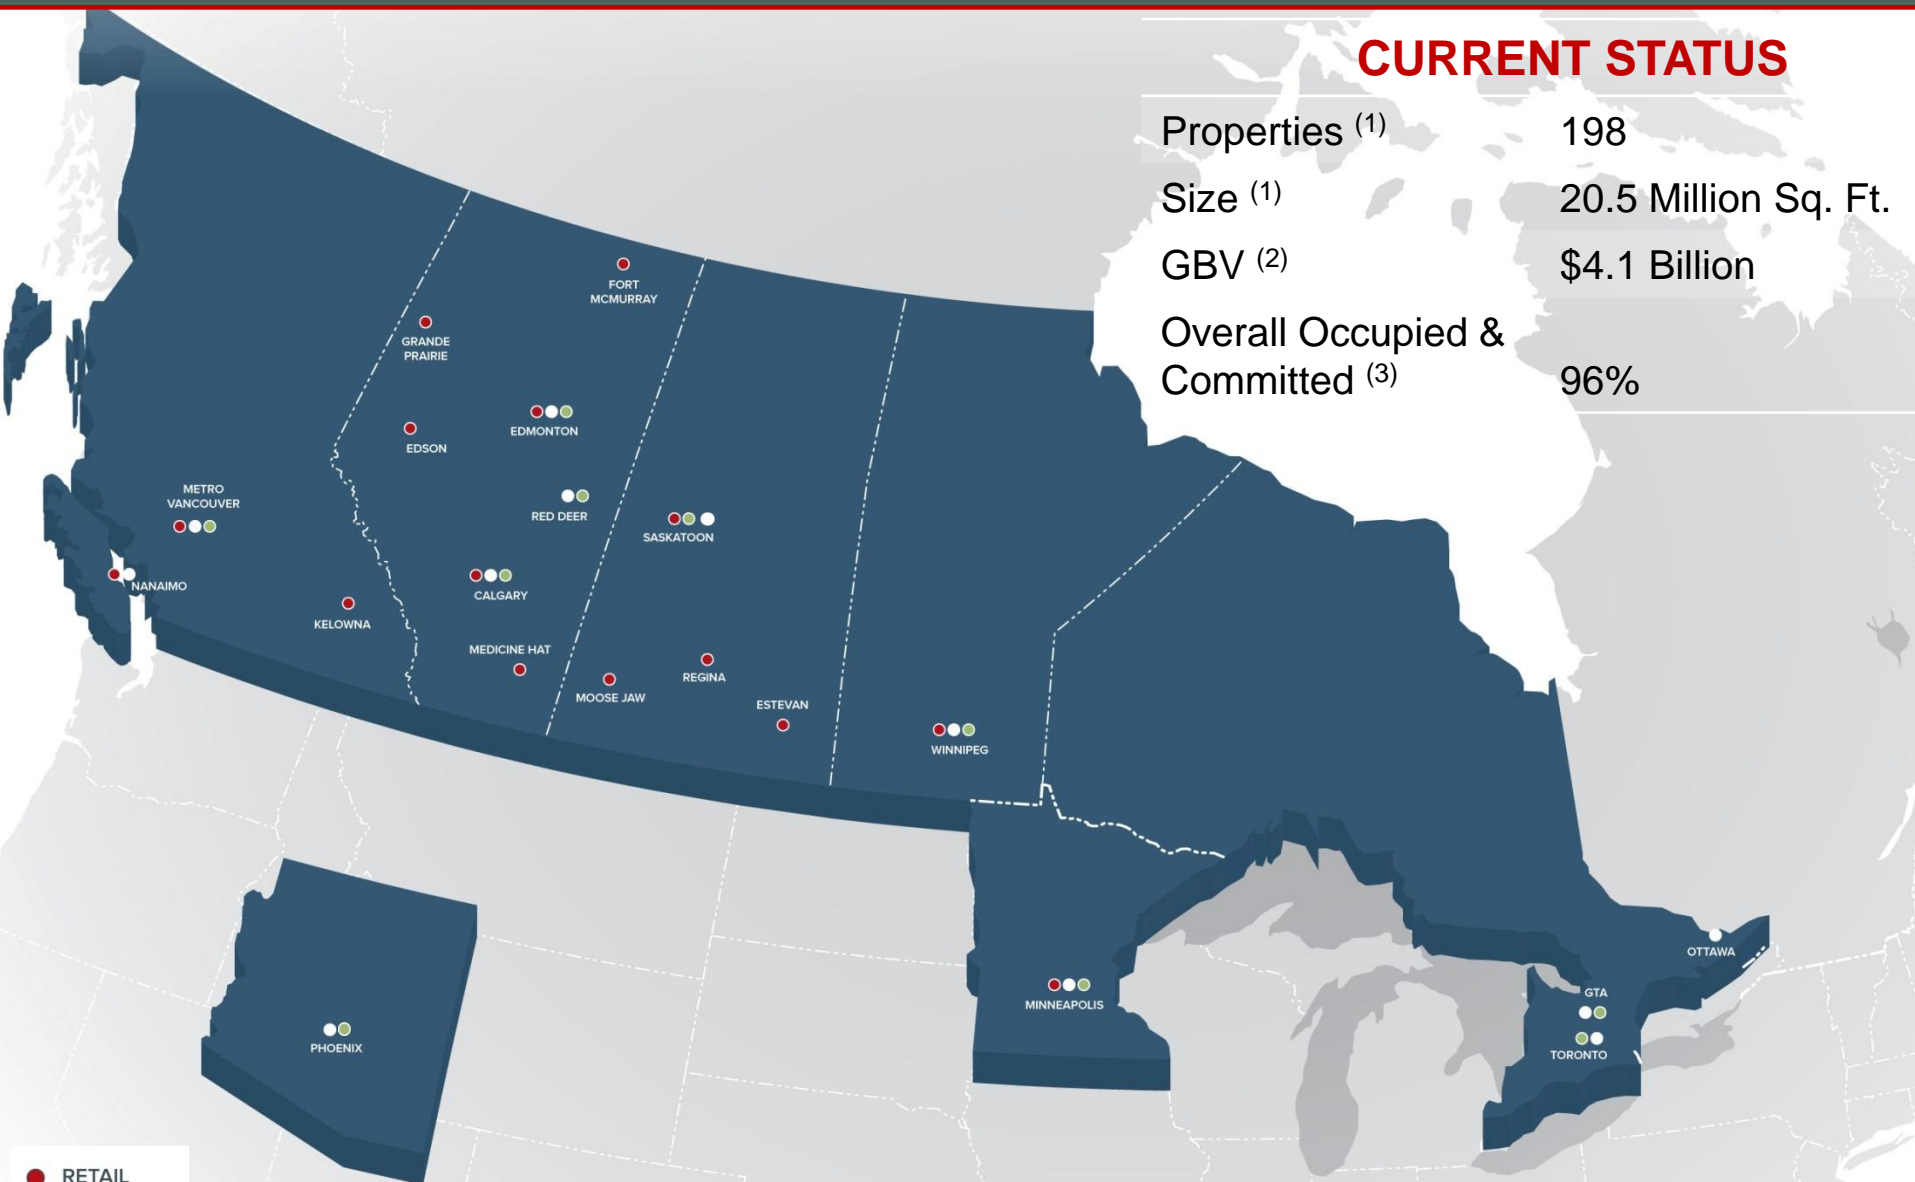 CURRENT STATUS
Properties (1) 198
Size (1) 20.5 Million Sq. Ft.
GBV (2) $4.1 Billion
Overall Occupied &
Committed (3) 96%
FORT
MCMURRAY
GRANDE
PRAIRIE
EDMONTON
EDSON
METRO
VANCOUVER
RED DEER
SASKATOON
NANAIMO
CALGARY
KELOWNA
MEDICINE HAT
REGINA
MOOSE JAW
ESTEVAN
WINNIPEG
OTTAWA
GTA
MINNEAPOLIS
PHOENIX
TORONTO
RETAIL